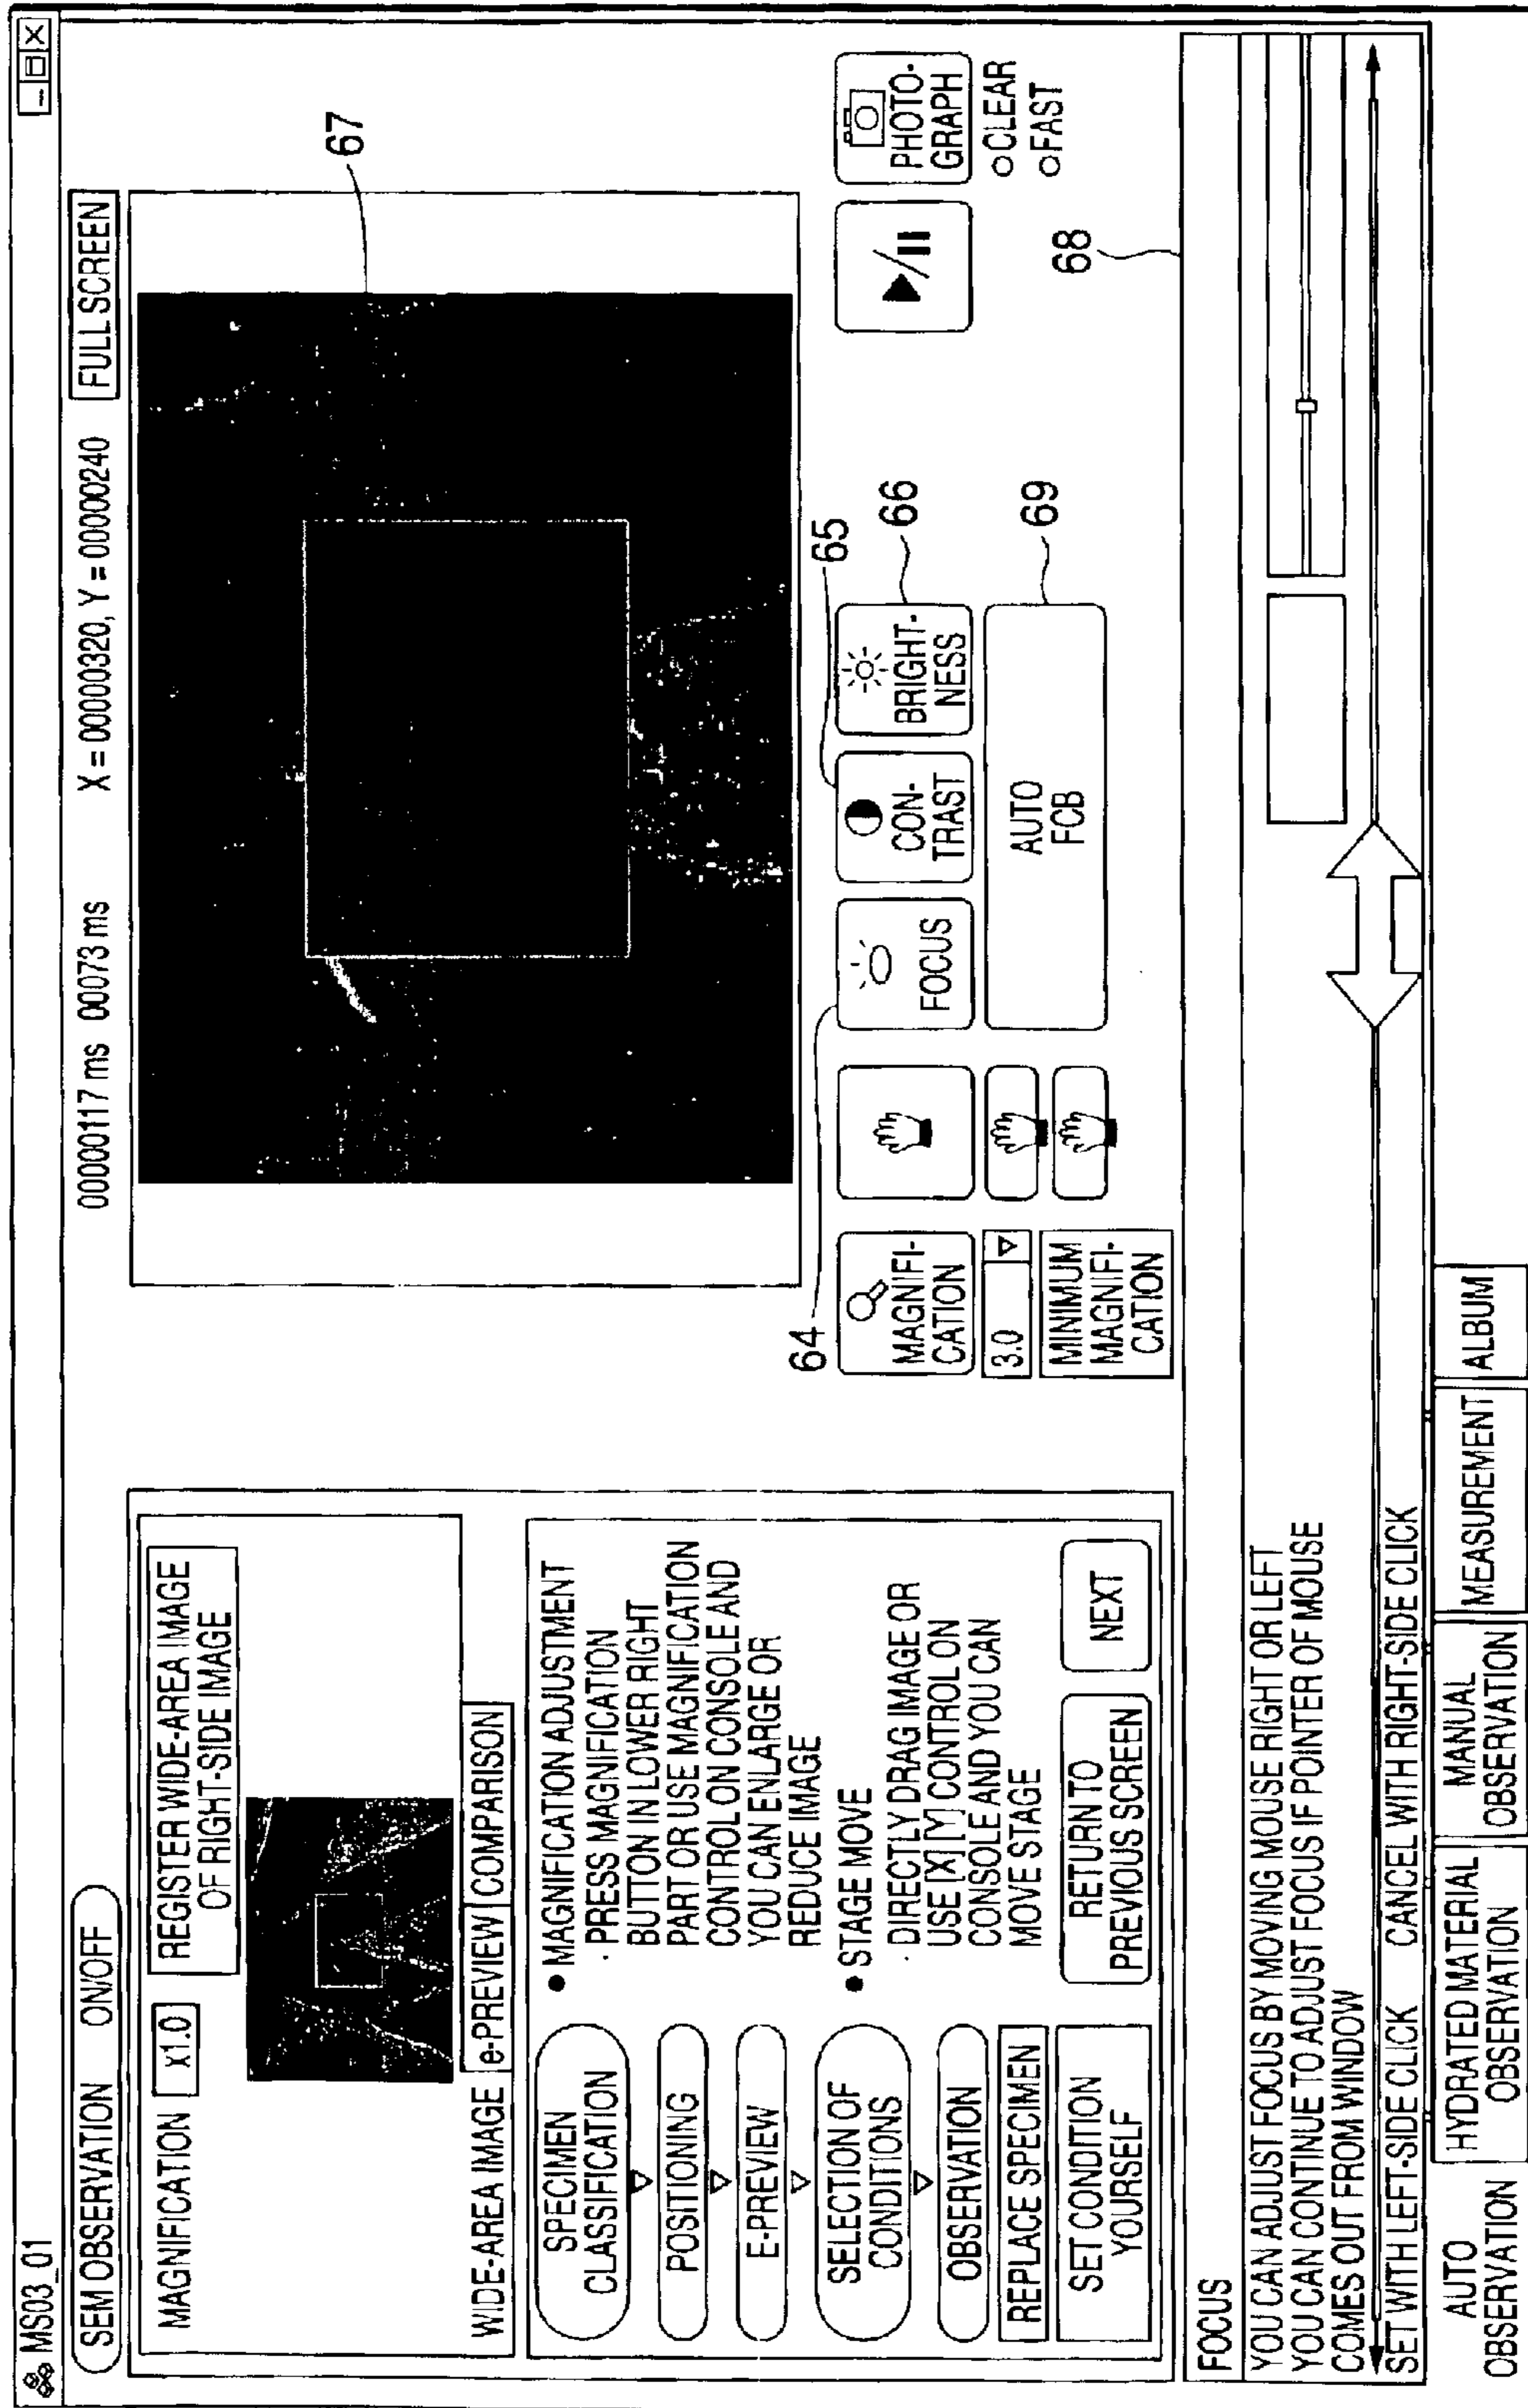 MS03_01
SEM OBSERVATION ON/OFF
MAGNIFICATION x1.0
REGISTER WIDE-AREA IMAGE
OF RIGHT-SIDE IMAGE
WIDE-AREA IMAGE e-PREVIEW COMPARISON
SPECIMEN
CLASSIFICATION
POSITIONING
E-PREVIEW
SELECTION OF
CONDITIONS
OBSERVATION
REPLACE SPECIMEN
SET CONDITION
YOURSELF
● MAGNIFICATION ADJUSTMENT
· PRESS MAGNIFICATION
BUTTON IN LOWER RIGHT
PART OR USE MAGNIFICATION
CONTROL ON CONSOLE AND
YOU CAN ENLARGE OR
REDUCE IMAGE
● STAGE MOVE
· DIRECTLY DRAG IMAGE OR
USE [X] [Y] CONTROL ON
CONSOLE AND YOU CAN
MOVE STAGE
RETURN TO
PREVIOUS SCREEN
NEXT
0000117 ms 00073 ms X = 00000320, Y = 00000240 FULL SCREEN
67
64
MAGNIFI-
CATION
3.0
MINIMUM
MAGNIFI-
CATION
FOCUS
65
CON-
TRAST
66
BRIGHT-
NESS
69
AUTO
FCB
PHOTO-
GRAPH
CLEAR
FAST
68
FOCUS
YOU CAN ADJUST FOCUS BY MOVING MOUSE RIGHT OR LEFT
YOU CAN CONTINUE TO ADJUST FOCUS IF POINTER OF MOUSE
COMES OUT FROM WINDOW
SET WITH LEFT-SIDE CLICK CANCEL WITH RIGHT-SIDE CLICK
AUTO
OBSERVATION
HYDRATED MATERIAL
OBSERVATION
MANUAL
OBSERVATION
MEASUREMENT
ALBUM